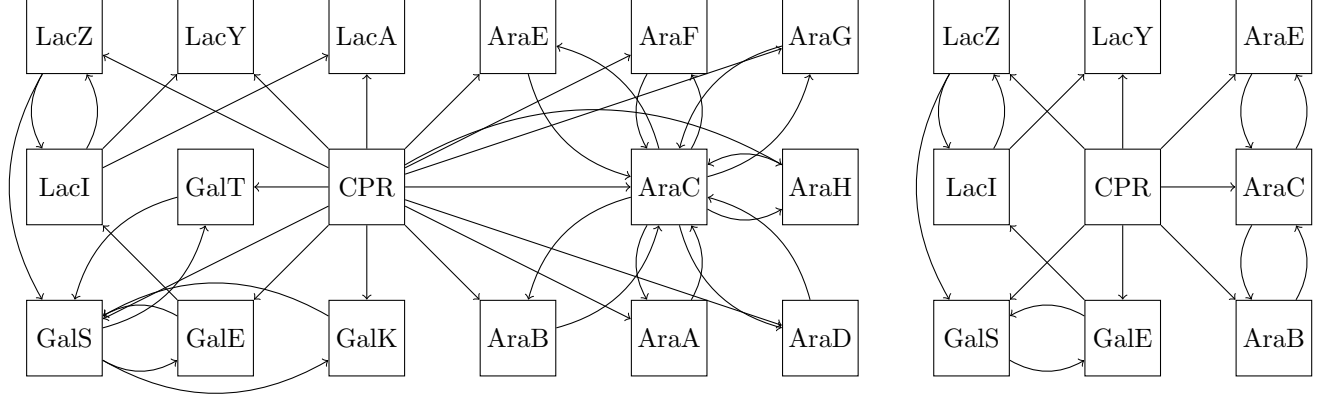 LacZ LacY LacA AraE AraF AraG LacZ LacY AraE
LacI GalT CPR AraC AraH LacI CPR AraC
GalS GalE GalK AraB AraA AraD GalS GalE AraB